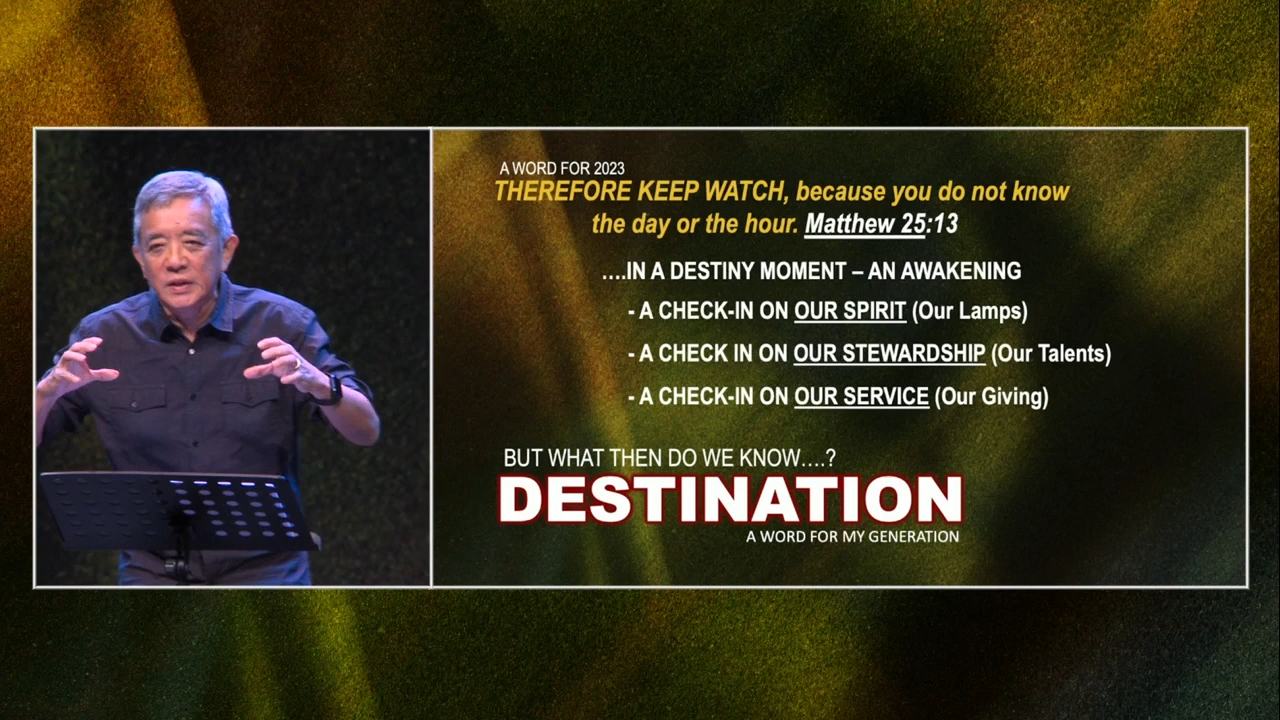 A WORD FOR 2023
THEREFORE KEEP WATCH, because you do not know
the day or the hour. Matthew 25:13
....IN A DESTINY MOMENT – AN AWAKENING
- A CHECK-IN ON OUR SPIRIT (Our Lamps)
- A CHECK IN ON OUR STEWARDSHIP (Our Talents)
- A CHECK-IN ON OUR SERVICE (Our Giving)
BUT WHAT THEN DO WE KNOW....?
DESTINATION
A WORD FOR MY GENERATION